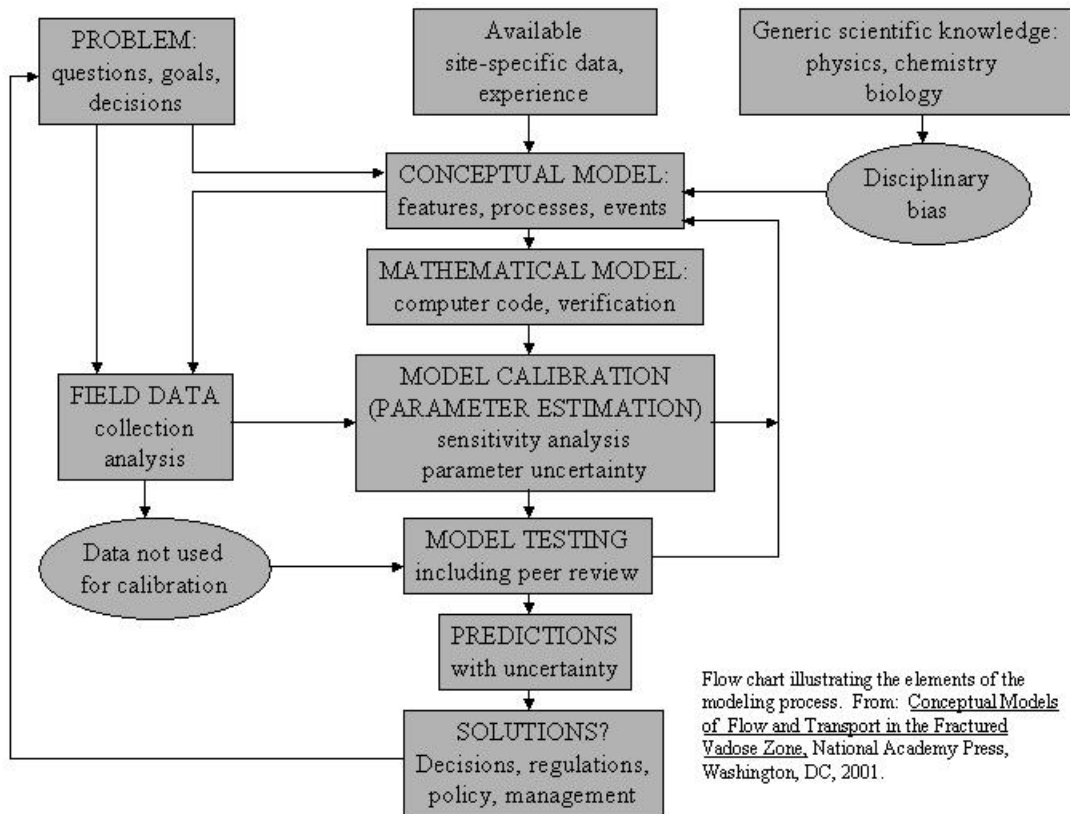 PROBLEM:
questions, goals,
decisions
Available
site-specific data,
experience
Generic scientific knowledge:
physics, chemistry
biology
CONCEPTUAL MODEL:
features, processes, events
Disciplinary
bias
MATHEMATICAL MODEL:
computer code, verification
FIELD DATA
collection
analysis
MODEL CALIBRATION
(PARAMETER ESTIMATION)
sensitivity analysis
parameter uncertainty
Data not used
for calibration
MODEL TESTING
including peer review
PREDICTIONS
with uncertainty
SOLUTIONS?
Decisions, regulations,
policy, management
Flow chart illustrating the elements of the
modeling process. From: Conceptual Models
of Flow and Transport in the Fractured
Vadose Zone, National Academy Press,
Washington, DC, 2001.